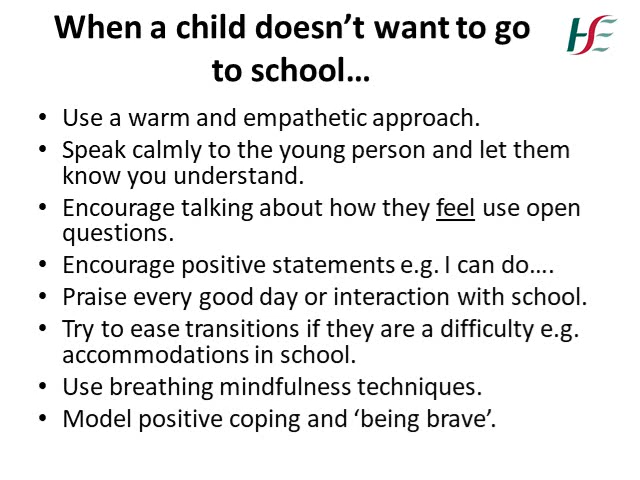 When a child doesn’t want to go
to school…
HSE
• Use a warm and empathetic approach.
• Speak calmly to the young person and let them
know you understand.
• Encourage talking about how they feel use open
questions.
• Encourage positive statements e.g. I can do….
• Praise every good day or interaction with school.
• Try to ease transitions if they are a difficulty e.g.
accommodations in school.
• Use breathing mindfulness techniques.
• Model positive coping and ‘being brave’.